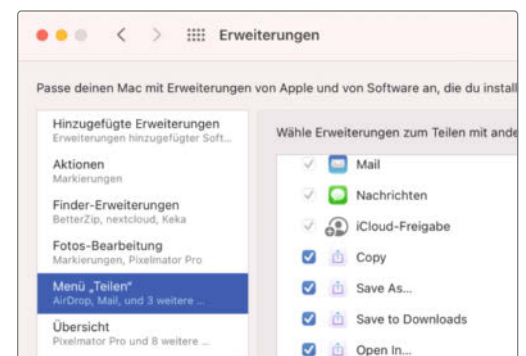 Erweiterungen
Passe deinen Mac mit Erweiterungen von Apple und von Software an, die du install
Hinzugefügte Erweiterungen
Erweiterungen hinzugefügter Soft...
Aktionen
Markierungen
Finder-Erweiterungen
BetterZip, nextcloud, Keka
Fotos-Bearbeitung
Markierungen, Pixelmator Pro
Menü „Teilen“
AirDrop, Mail, und 3 weitere ...
Übersicht
Pixelmator Pro und 8 weitere ...
Wähle Erweiterungen zum Teilen mit ande
Mail
Nachrichten
iCloud-Freigabe
Copy
Save As...
Save to Downloads
Open In...